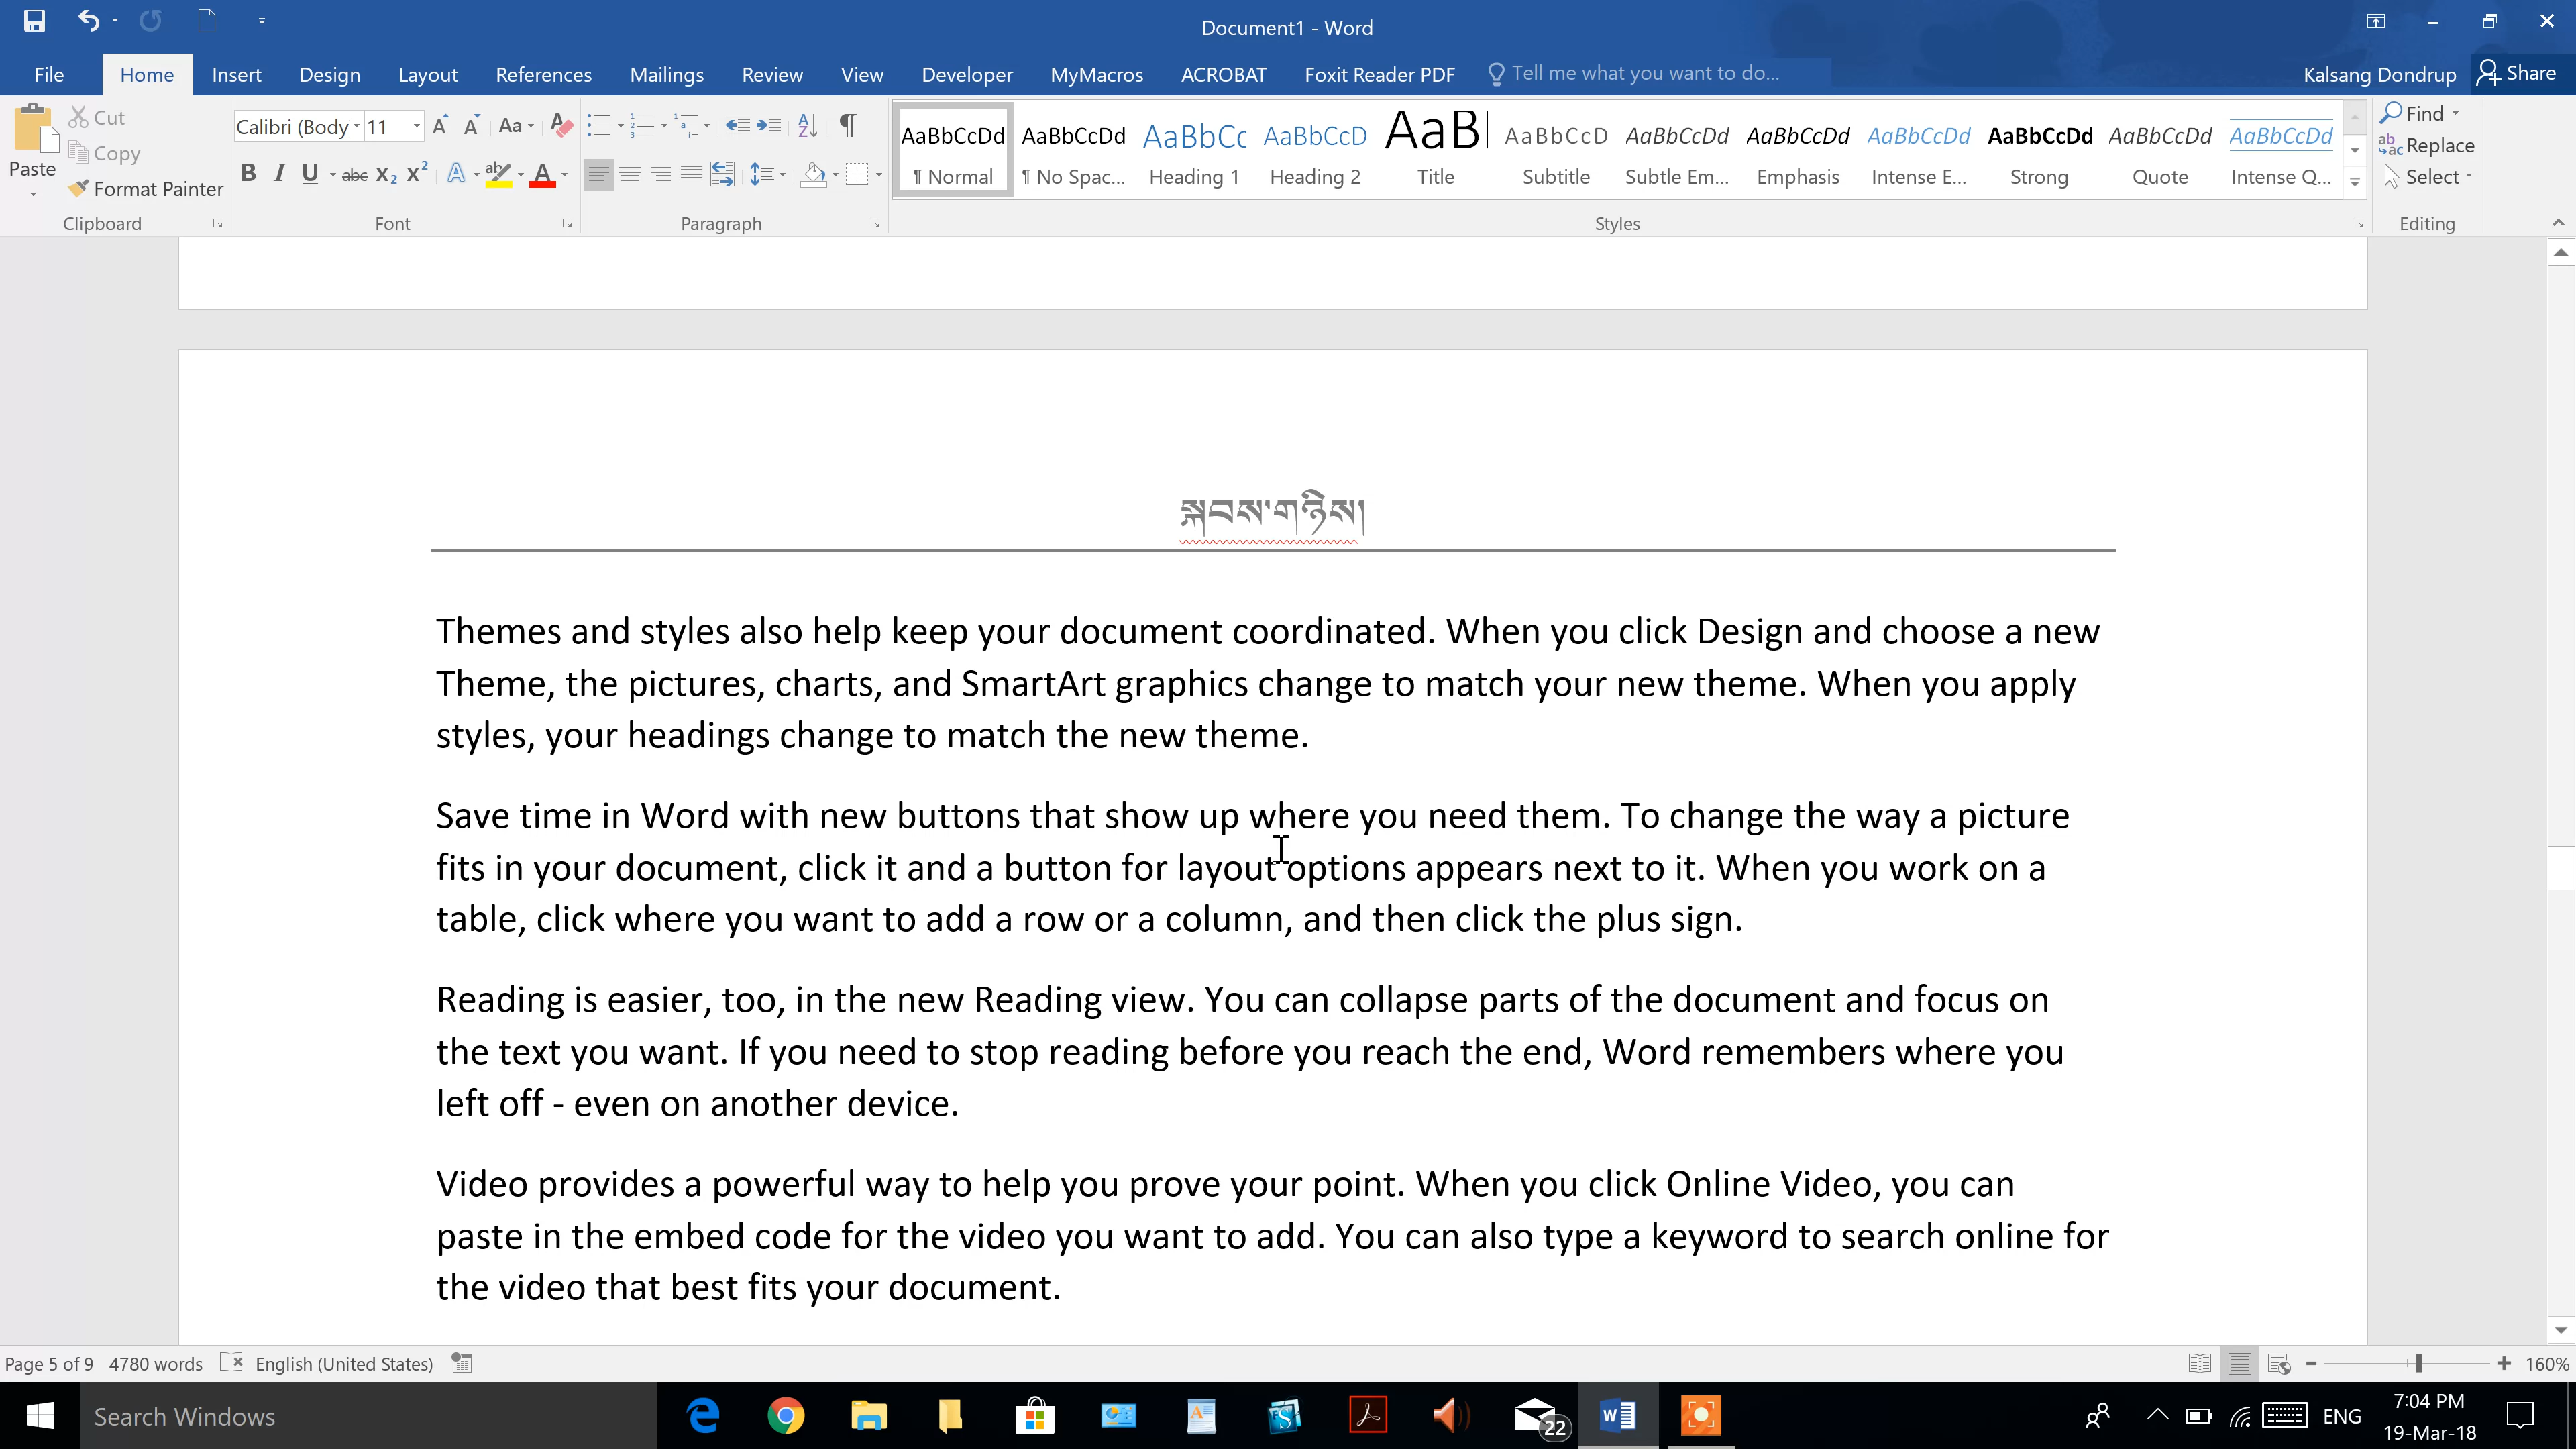 Document1 - Word
File Home Insert Design Layout References Mailings Review View Developer MyMacros ACROBAT Foxit Reader PDF Tell me what you want to do... Kalsang Dondrup Share
Paste
Cut
Copy
Format Painter
Clipboard
Calibri (Body 11
Font
Paragraph
AaBbCcDd AaBbCcDd AaBbCc AaBbCcD AaB AaBbCcD AaBbCcDd AaBbCcDd AaBbCcDd AaBbCcDd AaBbCcDd AaBbCcDd
¶ Normal ¶ No Spac... Heading 1 Heading 2 Title Subtitle Subtle Em... Emphasis Intense E... Strong Quote Intense Q...
Styles
Find
Replace
Select
Editing
སྐབས་གཉིས།
Themes and styles also help keep your document coordinated. When you click Design and choose a new
Theme, the pictures, charts, and SmartArt graphics change to match your new theme. When you apply
styles, your headings change to match the new theme.
Save time in Word with new buttons that show up where you need them. To change the way a picture
fits in your document, click it and a button for layout options appears next to it. When you work on a
table, click where you want to add a row or a column, and then click the plus sign.
Reading is easier, too, in the new Reading view. You can collapse parts of the document and focus on
the text you want. If you need to stop reading before you reach the end, Word remembers where you
left off - even on another device.
Video provides a powerful way to help you prove your point. When you click Online Video, you can
paste in the embed code for the video you want to add. You can also type a keyword to search online for
the video that best fits your document.
Page 5 of 9 4780 words English (United States) 160%
Search Windows 22 ENG 7:04 PM
19-Mar-18